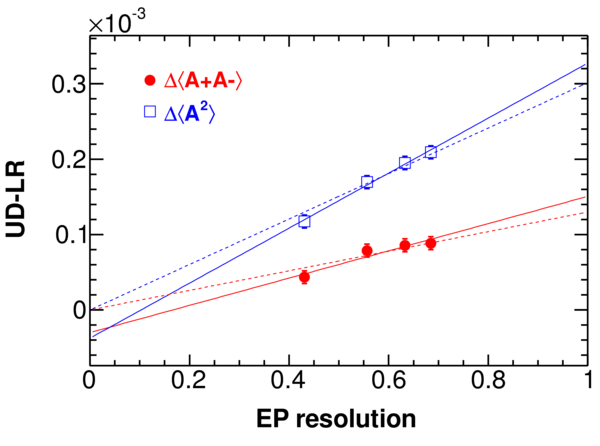 ×10⁻³
0.3
Δ⟨A+A-⟩
Δ⟨A²⟩
0.2
UD-LR
0.1
0
0 0.2 0.4 0.6 0.8 1
EP resolution